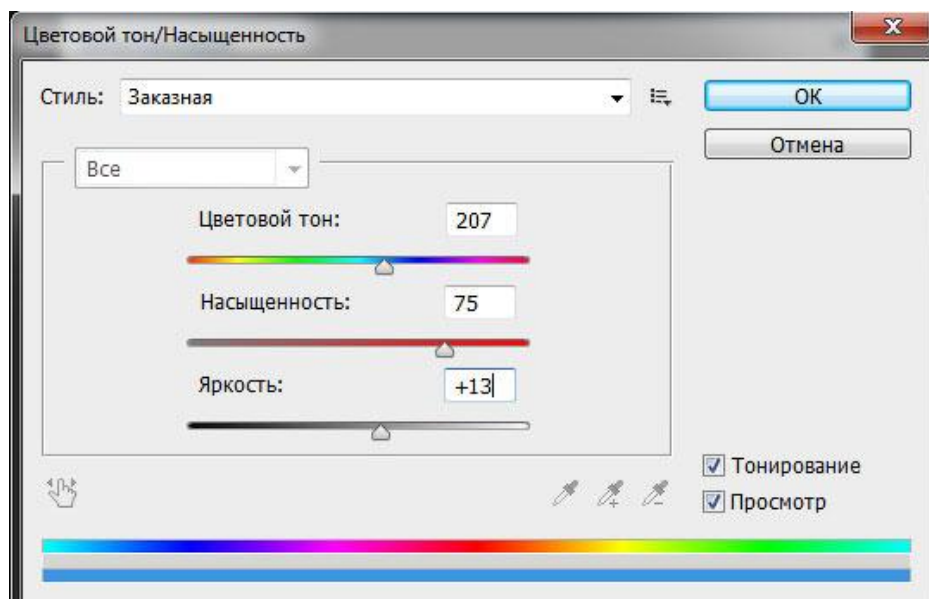 Цветовой тон/Насыщенность
Стиль: Заказная
OK
Отмена
Все
Цветовой тон: 207
Насыщенность: 75
Яркость: +13
Тонирование
Просмотр